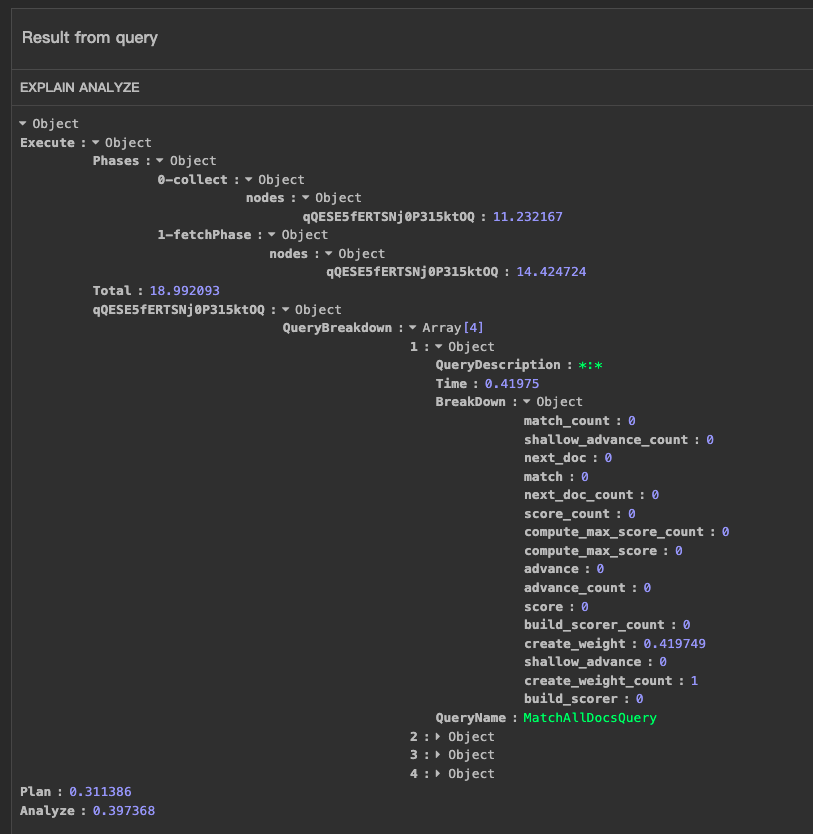 Result from query
EXPLAIN ANALYZE
Object
Execute : Object
Phases : Object
0-collect : Object
nodes : Object
qQESE5fERTSNj0P315ktOQ : 11.232167
1-fetchPhase : Object
nodes : Object
qQESE5fERTSNj0P315ktOQ : 14.424724
Total : 18.992093
qQESE5fERTSNj0P315ktOQ : Object
QueryBreakdown : Array[4]
1 : Object
QueryDescription : *:*
Time : 0.41975
BreakDown : Object
match_count : 0
shallow_advance_count : 0
next_doc : 0
match : 0
next_doc_count : 0
score_count : 0
compute_max_score_count : 0
compute_max_score : 0
advance : 0
advance_count : 0
score : 0
build_scorer_count : 0
create_weight : 0.419749
shallow_advance : 0
create_weight_count : 1
build_scorer : 0
QueryName : MatchAllDocsQuery
2 : Object
3 : Object
4 : Object
Plan : 0.311386
Analyze : 0.397368